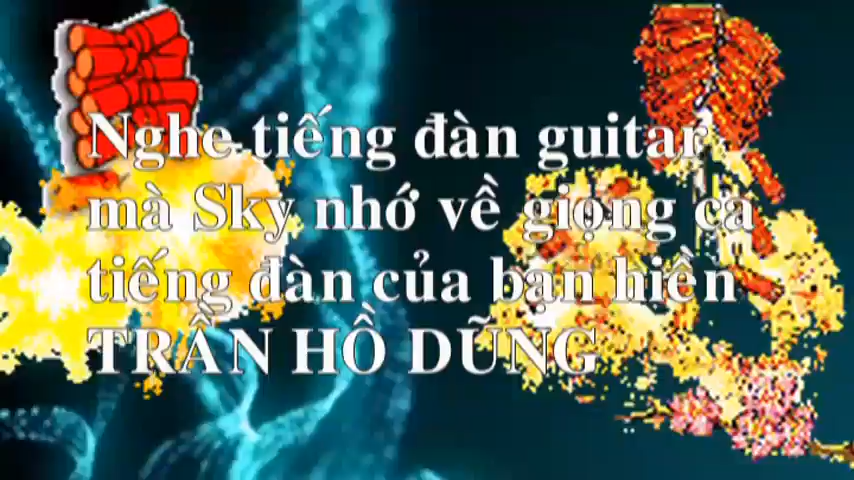 Nghe tiếng đàn guitar
mà Sky nhớ về giọng ca
tiếng đàn của bạn hiền
TRẦN HỒ DŨNG